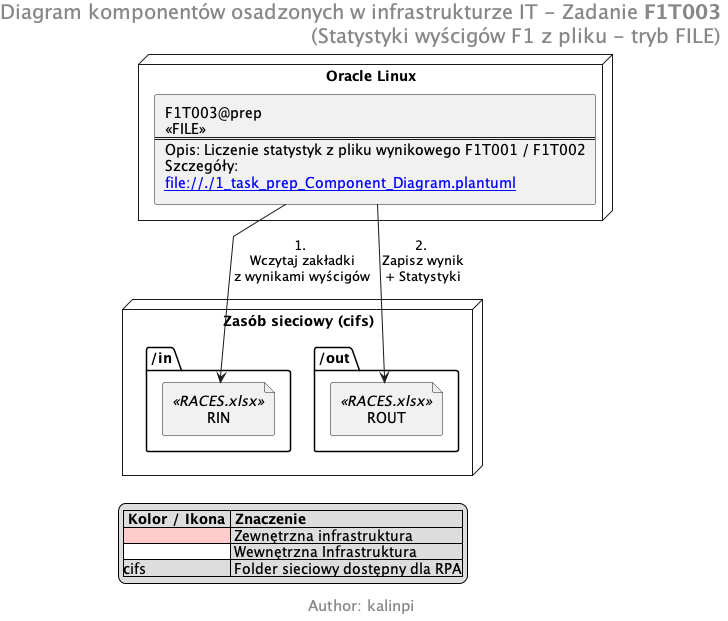 Diagram komponentów osadzonych w infrastrukturze IT - Zadanie F1T003
(Statystyki wyścigów F1 z pliku - tryb FILE)
Oracle Linux
F1T003@prep
«FILE»
Opis: Liczenie statystyk z pliku wynikowego F1T001 / F1T002
Szczegóły:
file://./1_task_prep_Component_Diagram.plantuml
1.
Wczytaj zakładki
z wynikami wyścigów
2.
Zapisz wynik
+ Statystyki
Zasób sieciowy (cifs)
/in
«RACES.xlsx»
RIN
/out
«RACES.xlsx»
ROUT
Kolor / Ikona Znaczenie
Zewnętrzna infrastruktura
Wewnętrzna Infrastruktura
cifs Folder sieciowy dostępny dla RPA
Author: kalinpi